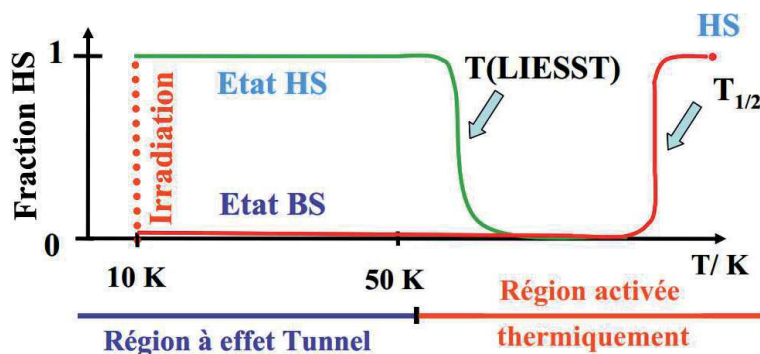 Fraction HS
1
0
Irradiation
Etat HS
Etat BS
T(LIESST)
HS
T1/2
10 K
50 K
T/ K
Région à effet Tunnel
Région activée
thermiquement